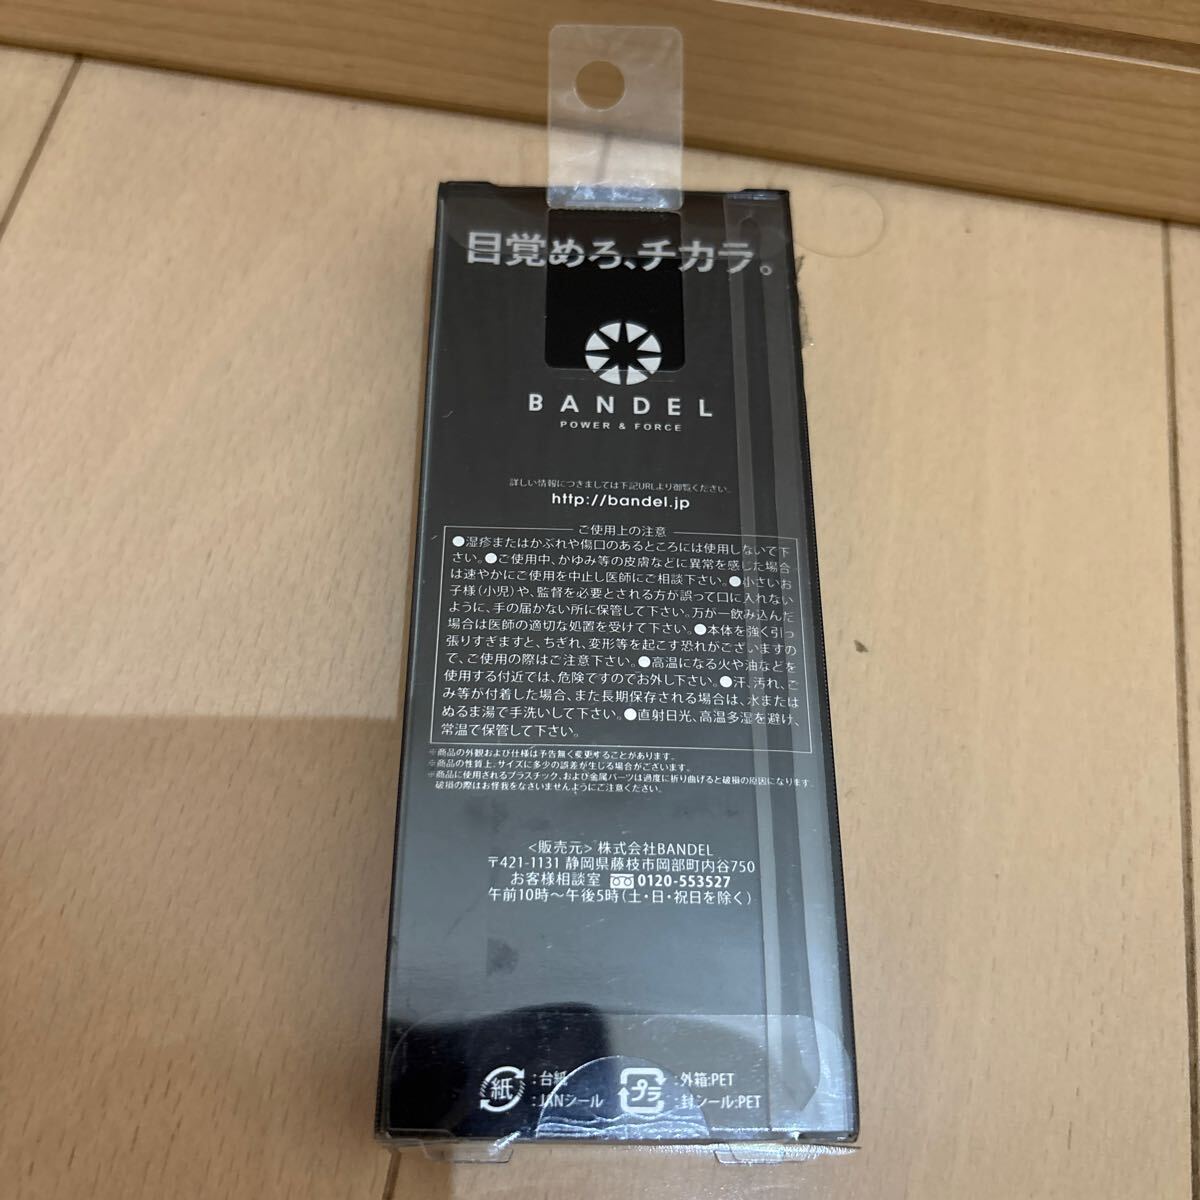 目覚めろ、チカラ。
BANDEL
POWER & FORCE
詳しい情報につきましては下記URLより御覧ください。
http://bandel.jp
ご使用上の注意
●湿疹またはかぶれや傷口のあるところには使用しないで下
さい。●ご使用中、かゆみ等の皮膚などに異常を感じた場合
は速やかにご使用を中止し医師にご相談下さい。●小さいお
子様(小児)や、監督を必要とされる方が誤って口に入れない
ように、手の届かない所に保管して下さい。万が一飲み込んだ
場合は医師の適切な処置を受けて下さい。●本体を強く引っ
張りすぎますと、ちぎれ、変形等を起こす恐れがございますの
で、ご使用の際はご注意下さい。●高温になる火や油などを
使用する付近では、危険ですのでお外し下さい。●汗、汚れ、ご
み等が付着した場合、また長期保存される場合は、水または
ぬるま湯で手洗いして下さい。●直射日光、高温多湿を避け、
常温で保管して下さい。
※商品の外観および仕様は予告無く変更することがあります。
※商品の性質上、サイズに多少の誤差が生じる場合がございます。
※商品に使用されるプラスチック、および金属パーツは過度に折り曲げると破損の原因になります。
破損の際はお怪我をなさいませんようにご注意ください。
<販売元> 株式会社BANDEL
〒421-1131 静岡県藤枝市岡部町内谷750
お客様相談室 0120-553527
午前10時～午後5時(土・日・祝日を除く)
紙 :台紙
:JANシール
プラ :外箱:PET
:封シール:PET